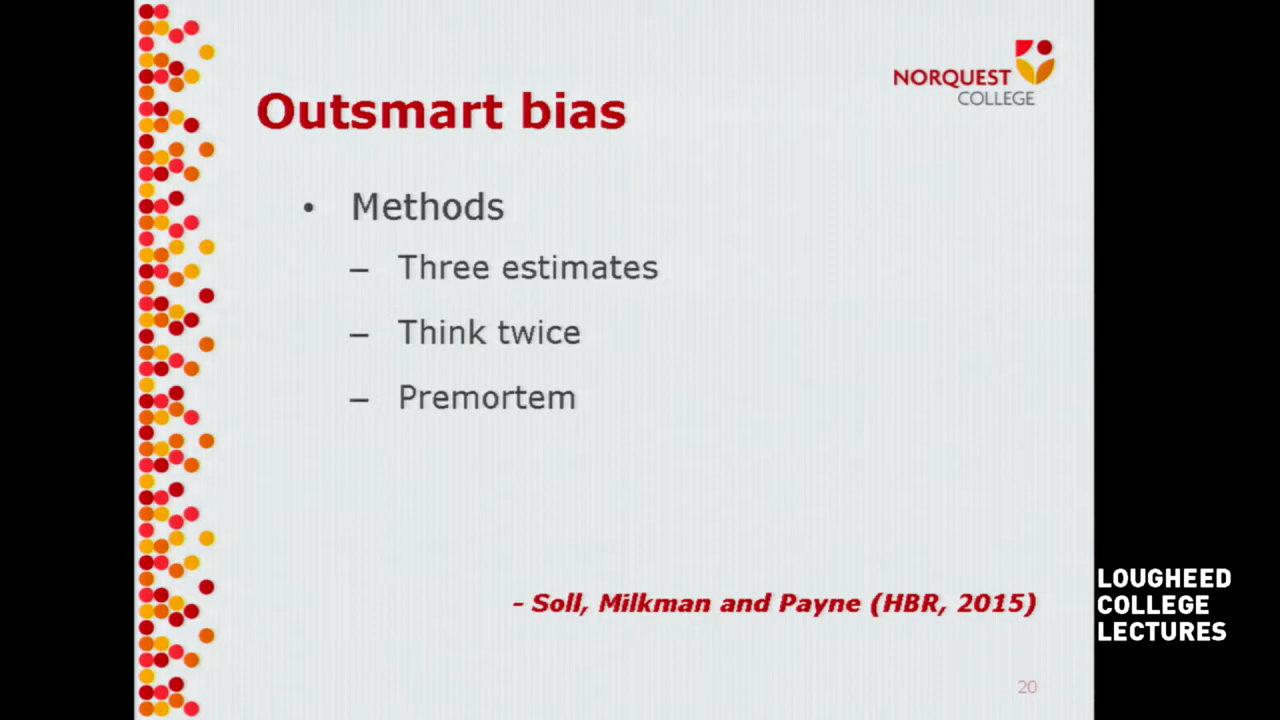 NORQUEST
COLLEGE
Outsmart bias
• Methods
– Three estimates
– Think twice
– Premortem
- Soll, Milkman and Payne (HBR, 2015)
LOUGHEED
COLLEGE
LECTURES
20